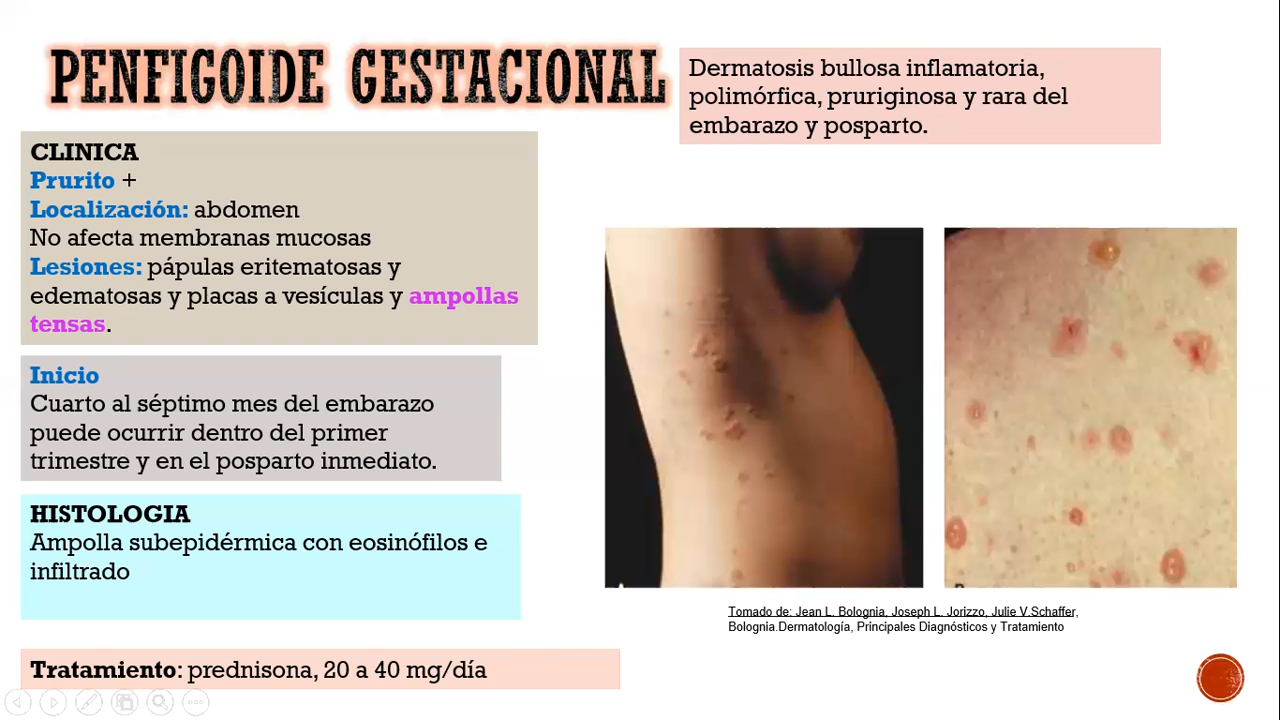 PENFIGOIDE GESTACIONAL
Dermatosis bullosa inflamatoria,
polimórfica, pruriginosa y rara del
embarazo y posparto.
CLINICA
Prurito +
Localización: abdomen
No afecta membranas mucosas
Lesiones: pápulas eritematosas y
edematosas y placas a vesículas y ampollas
tensas.
Inicio
Cuarto al séptimo mes del embarazo
puede ocurrir dentro del primer
trimestre y en el posparto inmediato.
HISTOLOGIA
Ampolla subepidérmica con eosinófilos e
infiltrado
Tomado de: Jean L. Bolognia, Joseph L. Jorizzo, Julie V.Schaffer,
Bolognia.Dermatología, Principales Diagnósticos y Tratamiento
Tratamiento: prednisona, 20 a 40 mg/día